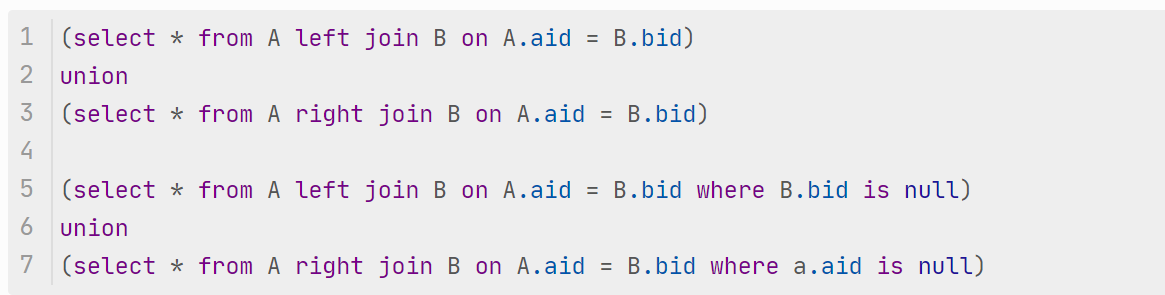 1 (select * from A left join B on A.aid = B.bid)
2 union
3 (select * from A right join B on A.aid = B.bid)
4
5 (select * from A left join B on A.aid = B.bid where B.bid is null)
6 union
7 (select * from A right join B on A.aid = B.bid where a.aid is null)